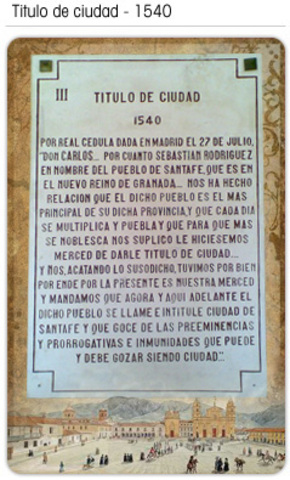 Titulo de ciudad - 1540
III
TITULO DE CIUDAD
1540
POR REAL CEDULA DADA EN MADRID EL 27 DE JULIO,
"DON CARLOS... POR CUANTO SEBASTIAN RODRIGUEZ
EN NOMBRE DEL PUEBLO DE SANTAFE, QUE ES EN
EL NUEVO REINO DE GRANADA... NOS HA HECHO
RELACION QUE EL DICHO PUEBLO ES EL MAS
PRINCIPAL DE SU DICHA PROVINCIA, Y QUE CADA DIA
SE MULTIPLICA Y PUEBLA Y QUE PARA QUE MAS
SE NOBLESCA NOS SUPLICO LE HICIESEMOS
MERCED DE DARLE TITULO DE CIUDAD...
Y NOS, ACATANDO LO SUSODICHO, TUVIMOS POR BIEN
POR ENDE POR LA PRESENTE ES NUESTRA MERCED
Y MANDAMOS QUE AGORA Y AQUI ADELANTE EL
DICHO PUEBLO SE LLAME E INTITULE CIUDAD DE
SANTAFE Y QUE GOCE DE LAS PREEMINENCIAS
Y PRORROGATIVAS E INMUNIDADES QUE PUEDE
Y DEBE GOZAR SIENDO CIUDAD".